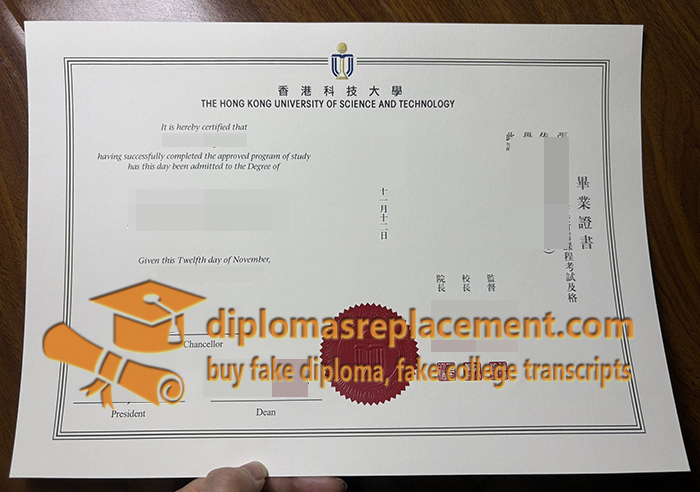 香港科技大學
THE HONG KONG UNIVERSITY OF SCIENCE AND TECHNOLOGY
It is hereby certified that
having successfully completed the approved program of study
has this day been admitted to the Degree of
Given this Twelfth day of November,
Chancellor
President
Dean
畢業證書
課程考試及格
十一月十二日
監督
校長
院長
diplomasreplacement.com
buy fake diploma, fake college transcripts